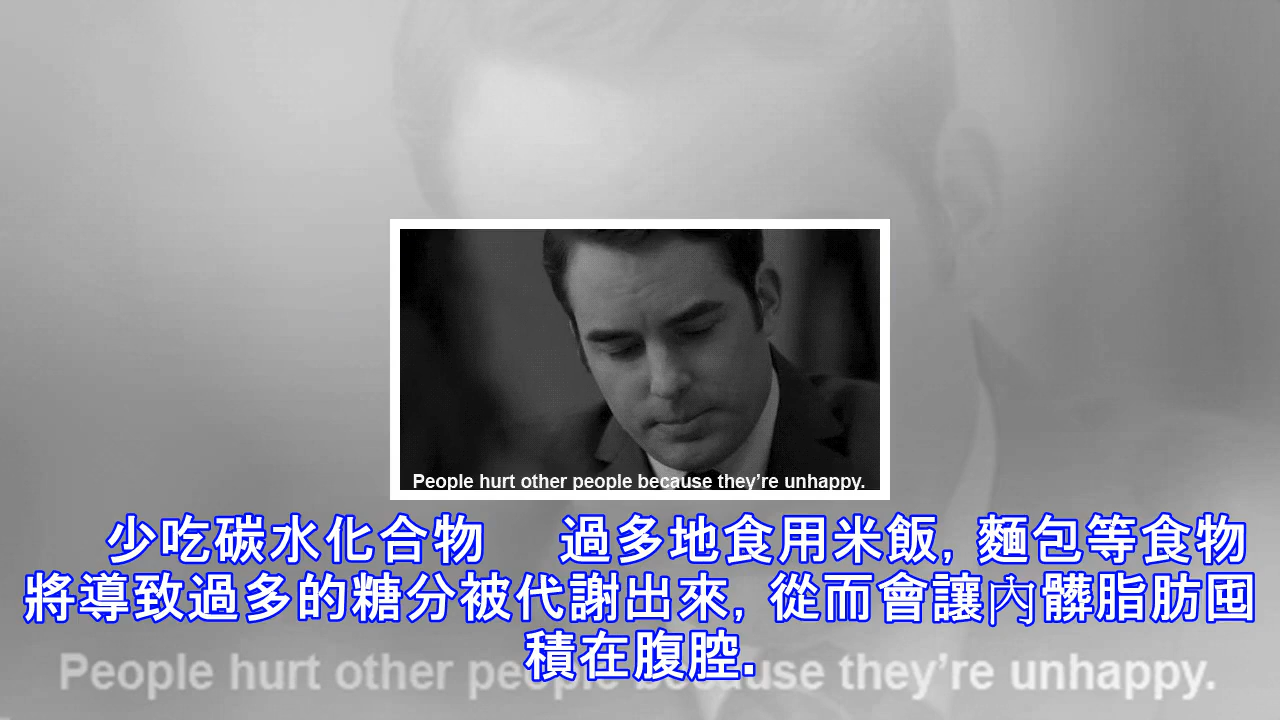 People hurt other people because they're unhappy.
少吃碳水化合物　過多地食用米飯, 麵包等食物
將導致過多的糖分被代謝出來, 從而會讓內髒脂肪囤
積在腹腔.
People hurt other people because they're unhappy.